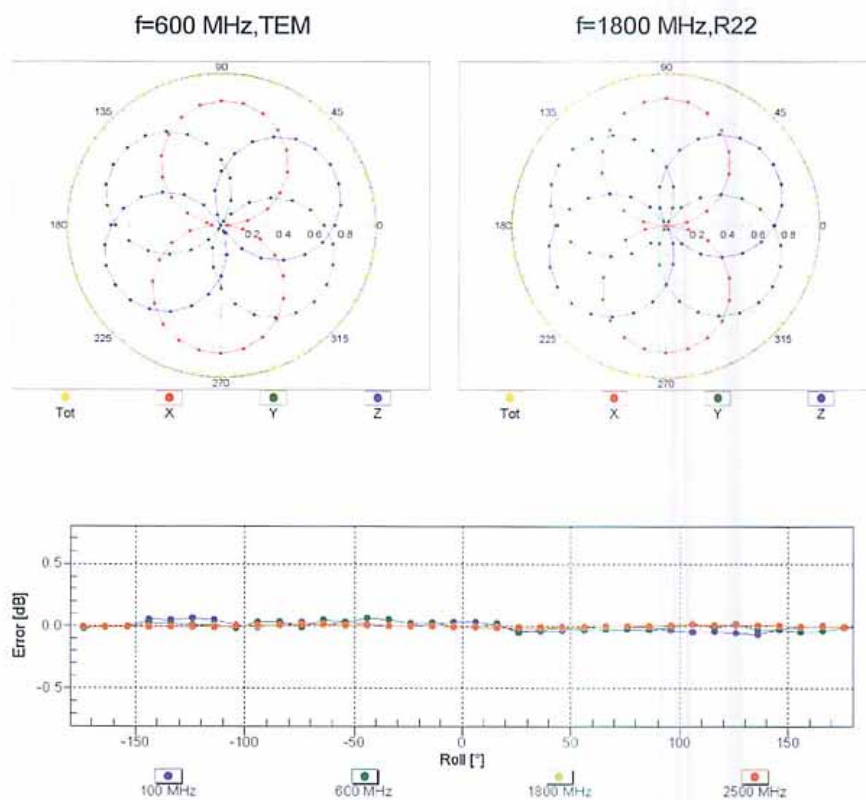 f=600 MHz,TEM
f=1800 MHz,R22
90
135
45
180
0.2 0.4 0.6 0.8
0
225
315
270
Tot X Y Z
90
135
45
180
0.2 0.4 0.6 0.8
0
225
315
270
Tot X Y Z
Error [dB]
0.5
0.0
-0.5
-150 -100 -50 0 50 100 150
Roll [°]
100 MHz 600 MHz 1800 MHz 2500 MHz